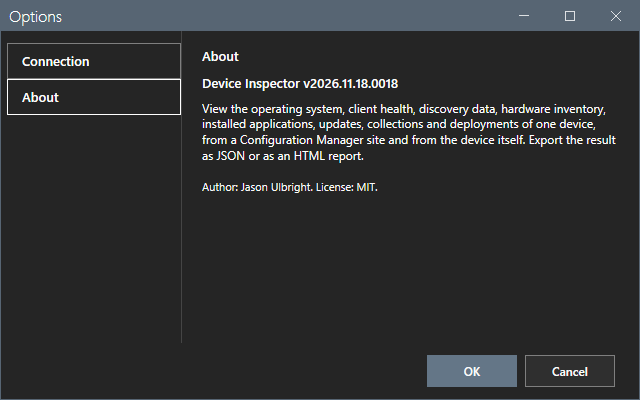 Options
Connection
About
About
Device Inspector v2026.11.18.0018
View the operating system, client health, discovery data, hardware inventory,
installed applications, updates, collections and deployments of one device,
from a Configuration Manager site and from the device itself. Export the result
as JSON or as an HTML report.
Author: Jason Ulbright. License: MIT.
OK
Cancel